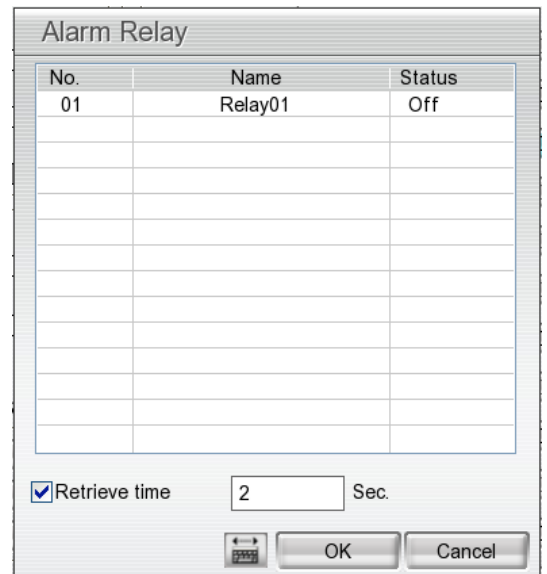 Alarm Relay
No. Name Status
01 Relay01 Off
Retrieve time 2 Sec.
OK Cancel